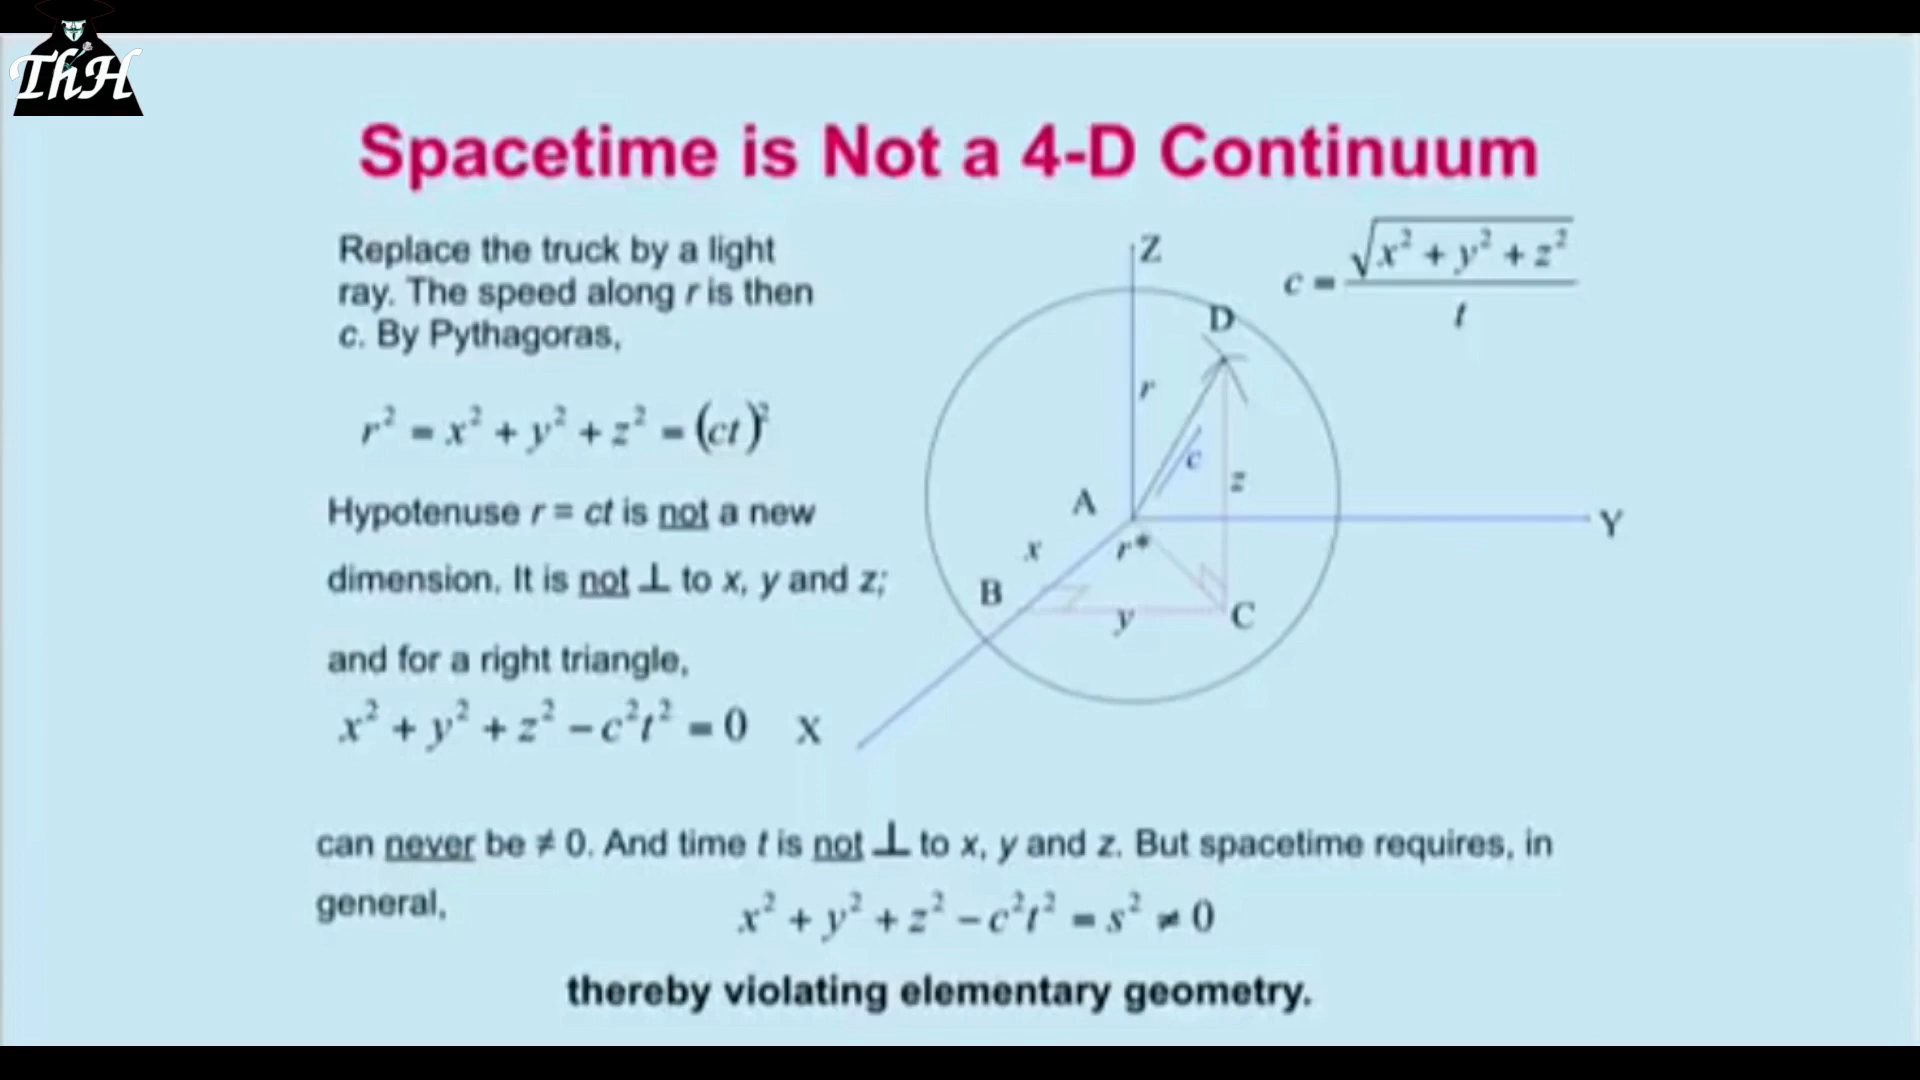 ThH
Spacetime is Not a 4-D Continuum
Replace the truck by a light
ray. The speed along r is then
c. By Pythagoras,
r² = x² + y² + z² = (ct)²
Hypotenuse r = ct is not a new
dimension. It is not ⊥ to x, y and z;
and for a right triangle,
x² + y² + z² − c²t² = 0
Z
c = √(x² + y² + z²) / t
D
r
c
z
A
Y
x
r*
B
y
C
X
can never be ≠ 0. And time t is not ⊥ to x, y and z. But spacetime requires, in
general,
x² + y² + z² − c²t² = s² ≠ 0
thereby violating elementary geometry.